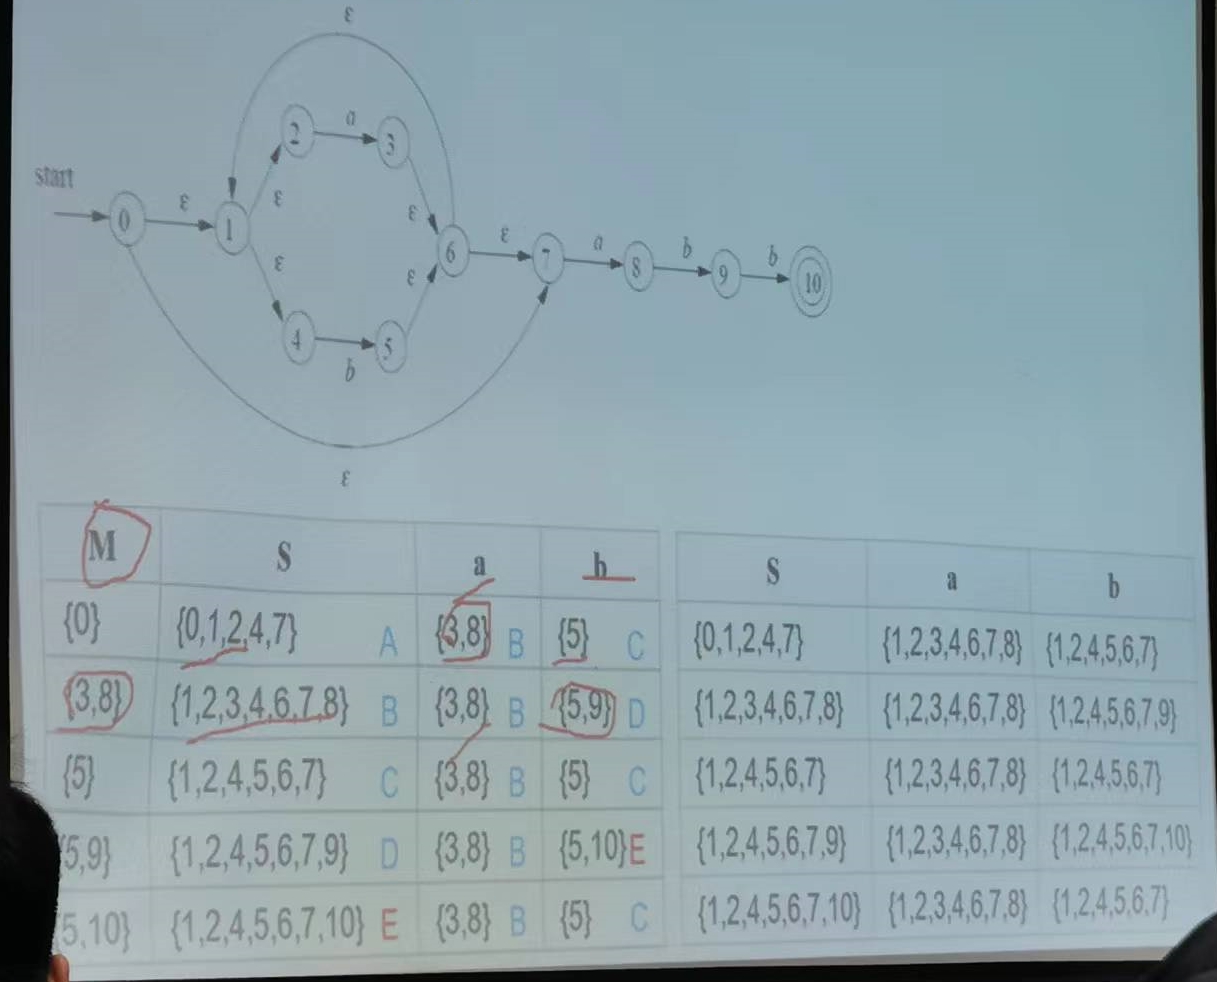 ε
2 a 3
start
ε ε ε
0 1 6 ε 7 a 8 b 9 b 10
ε ε
4 5
b
ε
M S a b
{0} {0,1,2,4,7} A {3,8} B {5} C
{3,8} {1,2,3,4,6,7,8} B {3,8} B {5,9} D
{5} {1,2,4,5,6,7} C {3,8} B {5} C
5,9} {1,2,4,5,6,7,9} D {3,8} B {5,10} E
5,10} {1,2,4,5,6,7,10} E {3,8} B {5} C
S a b
{0,1,2,4,7} {1,2,3,4,6,7,8} {1,2,4,5,6,7}
{1,2,3,4,6,7,8} {1,2,3,4,6,7,8} {1,2,4,5,6,7,9}
{1,2,4,5,6,7} {1,2,3,4,6,7,8} {1,2,4,5,6,7}
{1,2,4,5,6,7,9} {1,2,3,4,6,7,8} {1,2,4,5,6,7,10}
{1,2,4,5,6,7,10} {1,2,3,4,6,7,8} {1,2,4,5,6,7}